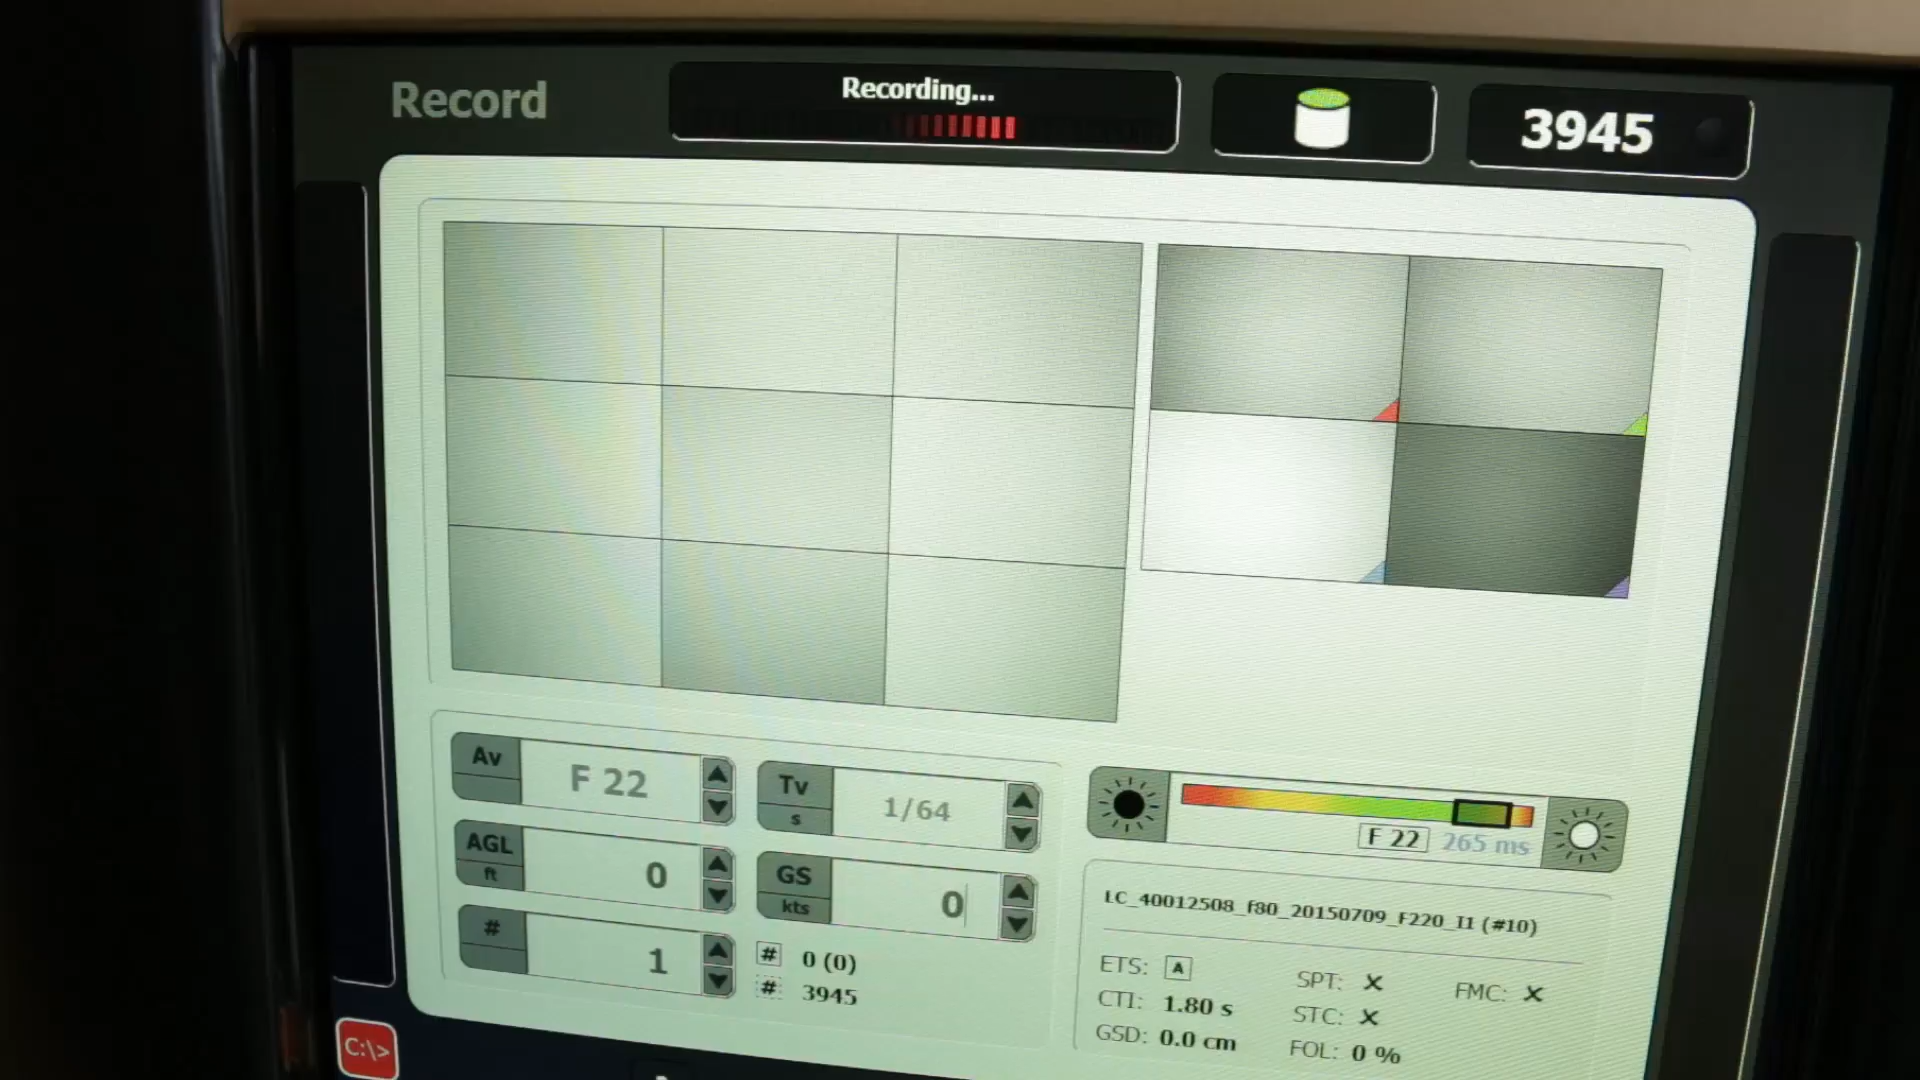 Record
Recording...
3945
Av
F 22
Tv
s
1/64
F 22
265 ms
AGL
ft
0
GS
kts
0
#
1
# 0 (0)
# 3945
LC_40012508_f80_20150709_F220_I1 (#10)
ETS: A
SPT: X
FMC: X
CTI: 1.80 s
STC: X
GSD: 0.0 cm
FOL: 0 %
C:\>